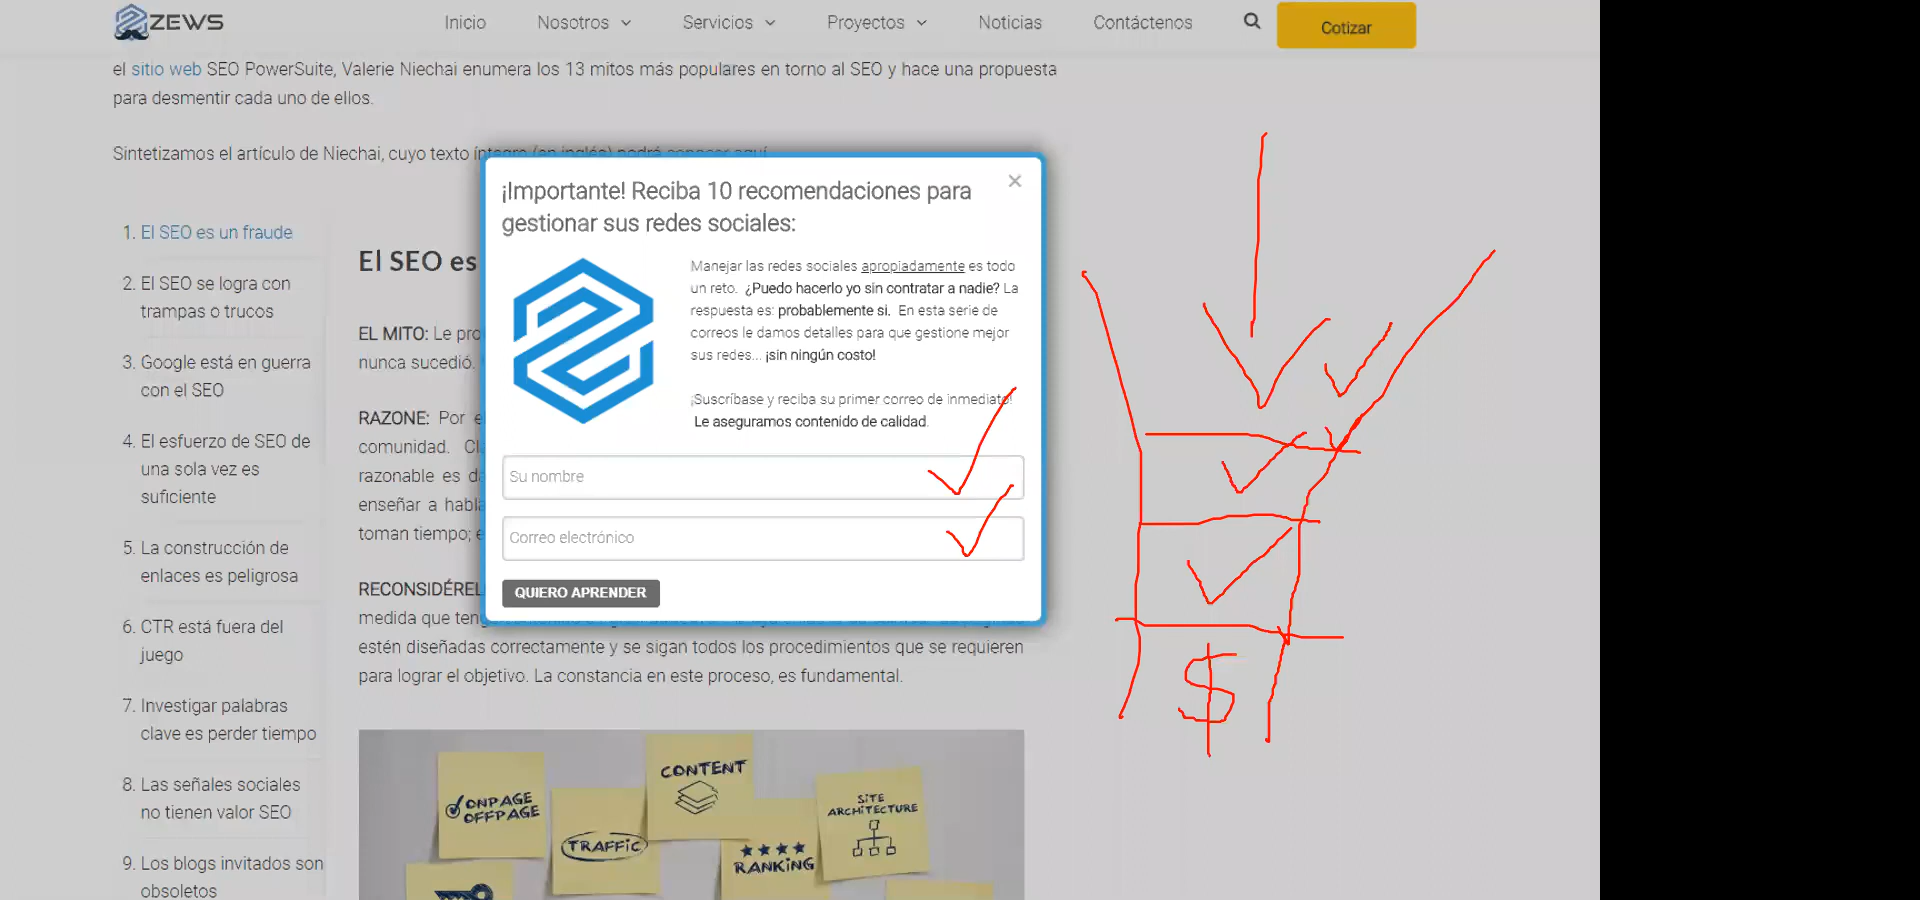 ZEWS
Inicio
Nosotros
Servicios
Proyectos
Noticias
Contáctenos
Cotizar
el sitio web SEO PowerSuite, Valerie Niechai enumera los 13 mitos más populares en torno al SEO y hace una propuesta
para desmentir cada uno de ellos.
Sintetizamos el artículo de Niechai, cuyo texto íntegro (en inglés) podrá conocer aquí
1. El SEO es un fraude
2. El SEO se logra con
trampas o trucos
3. Google está en guerra
con el SEO
4. El esfuerzo de SEO de
una sola vez es
suficiente
5. La construcción de
enlaces es peligrosa
6. CTR está fuera del
juego
7. Investigar palabras
clave es perder tiempo
8. Las señales sociales
no tienen valor SEO
9. Los blogs invitados son
obsoletos
El SEO es
EL MITO: Le
nunca sucedió.
RAZONE: Por
comunidad.
razonable es
enseñar a
toman tiempo;
RECONSIDÉREL
medida que
estén diseñadas correctamente y se sigan todos los procedimientos que se requieren
para lograr el objetivo. La constancia en este proceso, es fundamental.
¡Importante! Reciba 10 recomendaciones para
gestionar sus redes sociales:
×
Manejar las redes sociales apropiadamente es todo
un reto. ¿Puedo hacerlo yo sin contratar a nadie? La
respuesta es: probablemente si. En esta serie de
correos le damos detalles para que gestione mejor
sus redes... ¡sin ningún costo!
¡Suscríbase y reciba su primer correo de inmediato!
Le aseguramos contenido de calidad.
Su nombre
Correo electrónico
QUIERO APRENDER
$
ONPAGE
OFFPAGE
TRAFFIC
CONTENT
RANKING
SITE
ARCHITECTURE